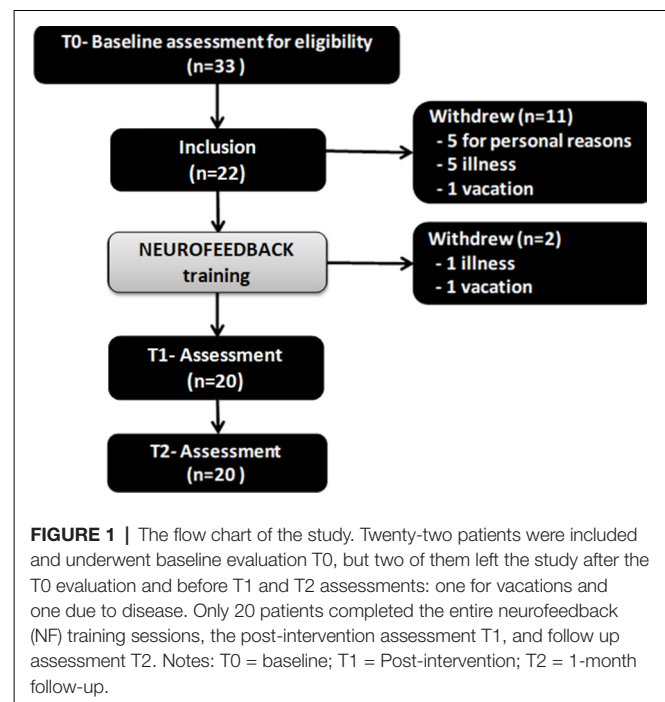 T0- Baseline assessment for eligibility
(n=33 )
Inclusion
(n=22)
Withdrew (n=11)
- 5 for personal reasons
- 5 illness
- 1 vacation
NEUROFEEDBACK
training
Withdrew (n=2)
- 1 illness
- 1 vacation
T1- Assessment
(n=20)
T2- Assessment
(n=20 )
FIGURE 1 | The flow chart of the study. Twenty-two patients were included
and underwent baseline evaluation T0, but two of them left the study after the
T0 evaluation and before T1 and T2 assessments: one for vacations and
one due to disease. Only 20 patients completed the entire neurofeedback
(NF) training sessions, the post-intervention assessment T1, and follow up
assessment T2. Notes: T0 = baseline; T1 = Post-intervention; T2 = 1-month
follow-up.